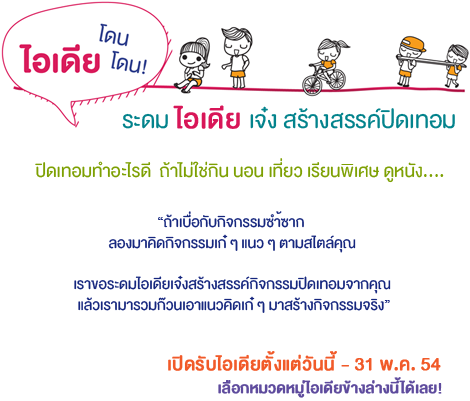 โดน
ไอเดีย โดน!
ระดม ไอเดีย เจ๋ง สร้างสรรค์ปิดเทอม
ปิดเทอมทำอะไรดี ถ้าไม่ใช่กิน นอน เที่ยว เรียนพิเศษ ดูหนัง....
“ถ้าเบื่อกับกิจกรรมซ้ำซาก
ลองมาคิดกิจกรรมเก๋ ๆ แนว ๆ ตามสไตล์คุณ
เราขอระดมไอเดียเจ๋งสร้างสรรค์กิจกรรมปิดเทอมจากคุณ
แล้วเรามารวมก๊วนเอาแนวคิดเก๋ ๆ มาสร้างกิจกรรมจริง”
เปิดรับไอเดียตั้งแต่วันนี้ - 31 พ.ค. 54
เลือกหมวดหมู่ไอเดียข้างล่างนี้ได้เลย!